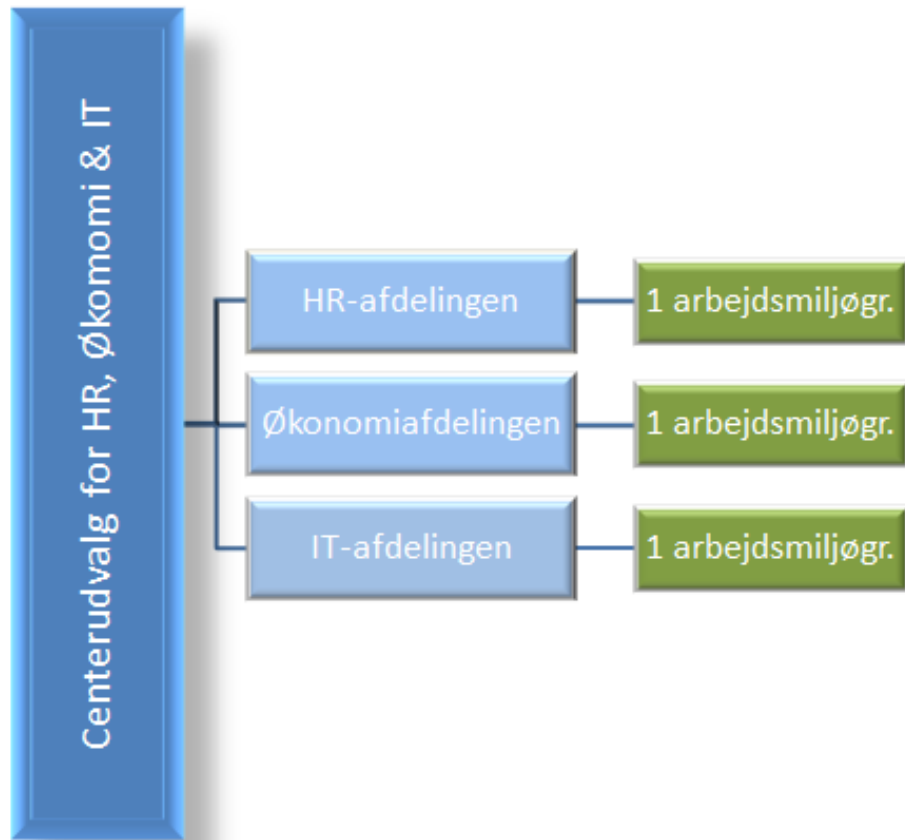 Centerudvalg for HR, Økomomi & IT
HR-afdelingen
1 arbejdsmiljøgr.
Økonomiafdelingen
1 arbejdsmiljøgr.
IT-afdelingen
1 arbejdsmiljøgr.